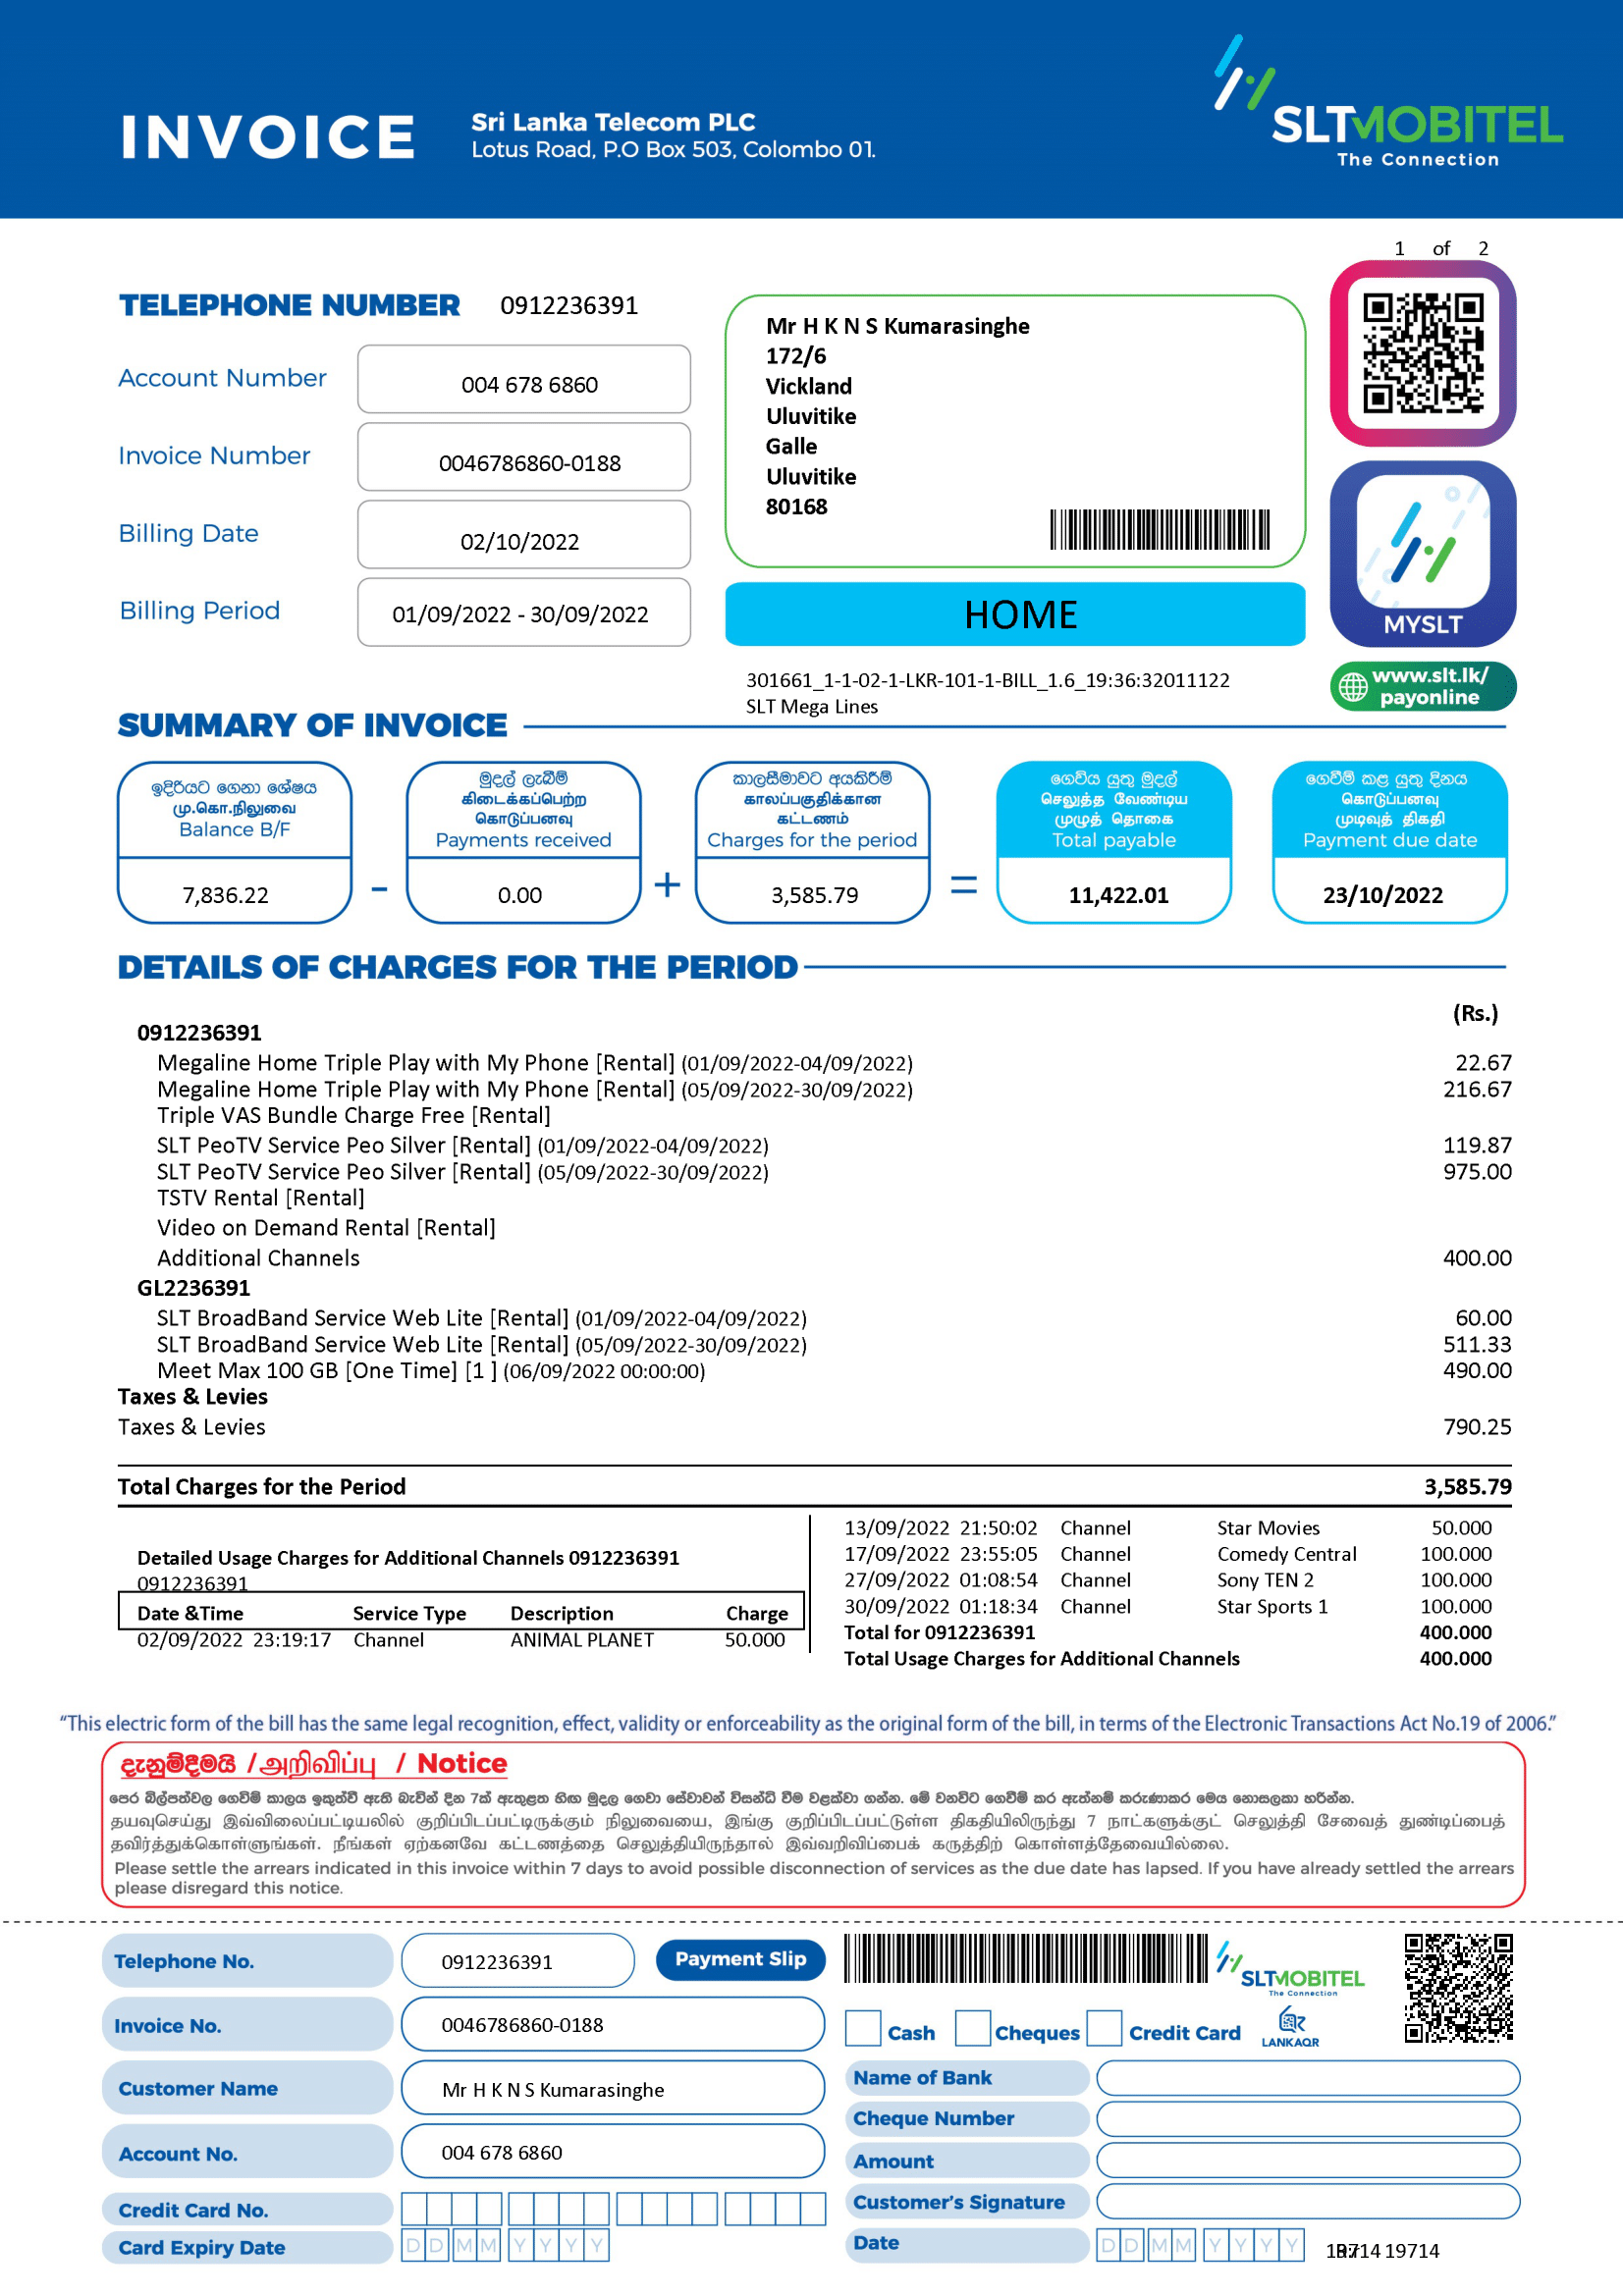 INVOICE
Sri Lanka Telecom PLC
Lotus Road, P.O Box 503, Colombo 01.
SLTMOBITEL
The Connection
1 of 2
TELEPHONE NUMBER 0912236391
Account Number 004 678 6860
Invoice Number 0046786860-0188
Billing Date 02/10/2022
Billing Period 01/09/2022 - 30/09/2022
Mr H K N S Kumarasinghe
172/6
Vickland
Uluvitike
Galle
Uluvitike
80168
HOME
MYSLT
www.slt.lk/
payonline
301661_1-1-02-1-LKR-101-1-BILL_1.6_19:36:32011122
SLT Mega Lines
SUMMARY OF INVOICE
ඉදිරියට ගෙනා ශේෂය
மு.கொ.நிலுவை
Balance B/F
7,836.22
-
මුදල් ලැබීම්
கிடைக்கப்பெற்ற
கொடுப்பனவு
Payments received
0.00
+
කාලසීමාවට අයකිරීම්
காலப்பகுதிக்கான
கட்டணம்
Charges for the period
3,585.79
=
ගෙවිය යුතු මුදල්
செலுத்த வேண்டிய
முழுத் தொகை
Total payable
11,422.01
ගෙවීම් කළ යුතු දිනය
கொடுப்பனவு
முடிவுத் திகதி
Payment due date
23/10/2022
DETAILS OF CHARGES FOR THE PERIOD
(Rs.)
0912236391
Megaline Home Triple Play with My Phone [Rental] (01/09/2022-04/09/2022) 22.67
Megaline Home Triple Play with My Phone [Rental] (05/09/2022-30/09/2022) 216.67
Triple VAS Bundle Charge Free [Rental]
SLT PeoTV Service Peo Silver [Rental] (01/09/2022-04/09/2022) 119.87
SLT PeoTV Service Peo Silver [Rental] (05/09/2022-30/09/2022) 975.00
TSTV Rental [Rental]
Video on Demand Rental [Rental]
Additional Channels 400.00
GL2236391
SLT BroadBand Service Web Lite [Rental] (01/09/2022-04/09/2022) 60.00
SLT BroadBand Service Web Lite [Rental] (05/09/2022-30/09/2022) 511.33
Meet Max 100 GB [One Time] [1 ] (06/09/2022 00:00:00) 490.00
Taxes & Levies
Taxes & Levies 790.25
Total Charges for the Period 3,585.79
Detailed Usage Charges for Additional Channels 0912236391
0912236391
Date &Time Service Type Description Charge
02/09/2022 23:19:17 Channel ANIMAL PLANET 50.000
13/09/2022 21:50:02 Channel Star Movies 50.000
17/09/2022 23:55:05 Channel Comedy Central 100.000
27/09/2022 01:08:54 Channel Sony TEN 2 100.000
30/09/2022 01:18:34 Channel Star Sports 1 100.000
Total for 0912236391 400.000
Total Usage Charges for Additional Channels 400.000
“This electric form of the bill has the same legal recognition, effect, validity or enforceability as the original form of the bill, in terms of the Electronic Transactions Act No.19 of 2006.”
දැනුම්දීමයි / அறிவிப்பு / Notice
පෙර බිල්පත්වල ගෙවීම් කාලය ඉකුත්වී ඇති බැවින් දින 7ක් ඇතුළත හිඟ මුදල ගෙවා සේවාවන් විසන්ධි වීම වළක්වා ගන්න. මේ වනවිට ගෙවීම් කර ඇත්නම් කරුණාකර මෙය නොසලකා හරින්න.
தயவுசெய்து இவ்விலைப்பட்டியலில் குறிப்பிடப்பட்டிருக்கும் நிலுவையை, இங்கு குறிப்பிடப்பட்டுள்ள திகதியிலிருந்து 7 நாட்களுக்குட் செலுத்தி சேவைத் துண்டிப்பைத்
தவிர்த்துக்கொள்ளுங்கள். நீங்கள் ஏற்கனவே கட்டணத்தை செலுத்தியிருந்தால் இவ்வறிவிப்பைக் கருத்திற் கொள்ளத்தேவையில்லை.
Please settle the arrears indicated in this invoice within 7 days to avoid possible disconnection of services as the due date has lapsed. If you have already settled the arrears
please disregard this notice.
Telephone No. 0912236391 Payment Slip
SLTMOBITEL
The Connection
Invoice No. 0046786860-0188
Cash Cheques Credit Card LANKAQR
Customer Name Mr H K N S Kumarasinghe
Name of Bank
Cheque Number
Account No. 004 678 6860
Amount
Credit Card No.
Customer's Signature
Card Expiry Date DD MM YYYY
Date DD MM YYYY 19714